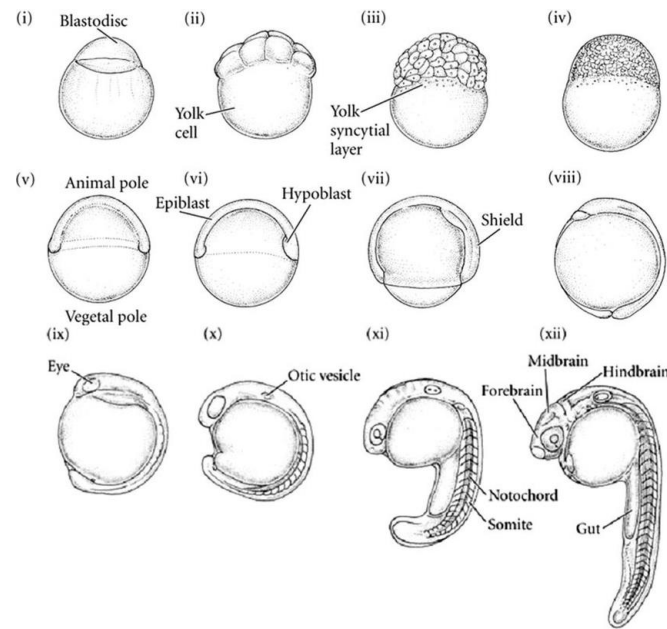 (i)
Blastodisc
(ii)
Yolk
cell
(iii)
Yolk
syncytial
layer
(iv)
(v)
Animal pole
Vegetal pole
(vi)
Epiblast
Hypoblast
(vii)
Shield
(viii)
(ix)
Eye
(x)
Otic vesicle
(xi)
Notochord
Somite
(xii)
Midbrain
Hindbrain
Forebrain
Gut